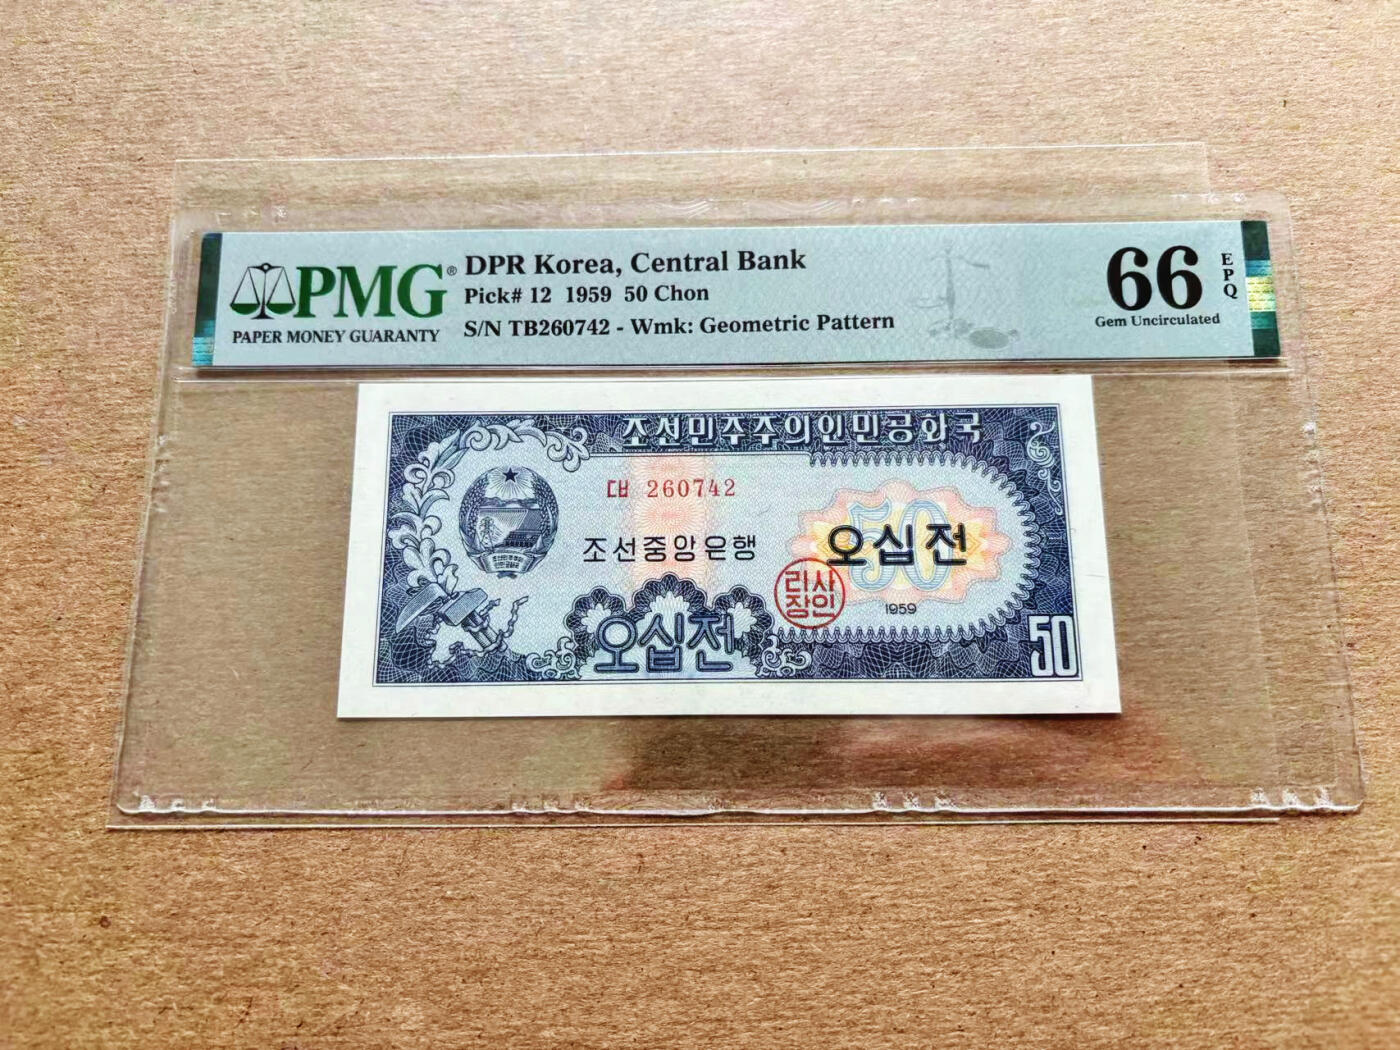 PMG®
PAPER MONEY GUARANTY
DPR Korea, Central Bank
Pick# 12 1959 50 Chon
S/N TB260742 - Wmk: Geometric Pattern
66
EPQ
Gem Uncirculated
조선민주주의인민공화국
대 260742
조선중앙은행
50
오십전
리사
장인
1959
오십전
50